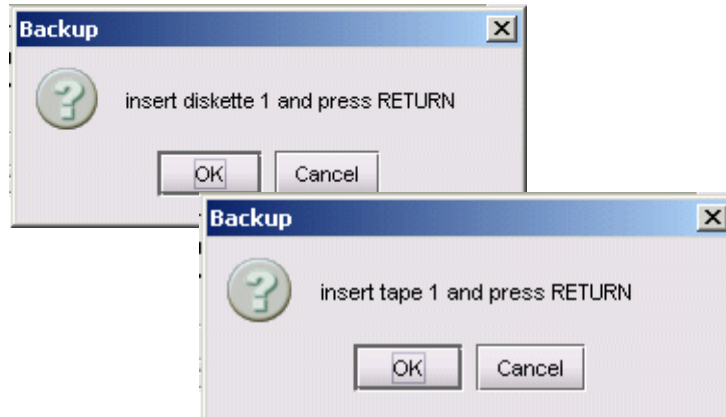 Backup
insert diskette 1 and press RETURN
OK Cancel
Backup
insert tape 1 and press RETURN
OK Cancel